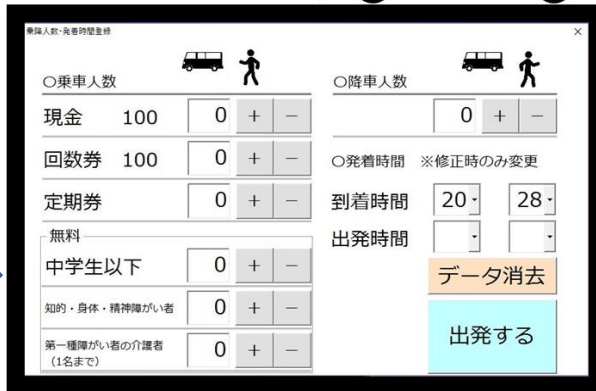 乗降人数・発着時間登録 ×
〇乗車人数
現金 100 0 + －
回数券 100 0 + －
定期券 0 + －
無料
中学生以下 0 + －
知的・身体・精神障がい者 0 + －
第一種障がい者の介護者
（1名まで） 0 + －
〇降車人数
0 + －
〇発着時間 ※修正時のみ変更
到着時間 20 28
出発時間
データ消去
出発する